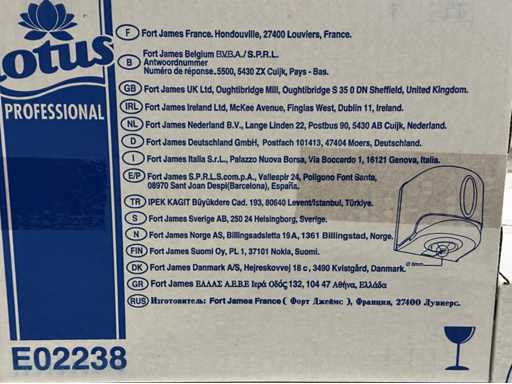 lotus
PROFESSIONAL
F Fort James France. Hondouville, 27400 Louviers, France.
Fort James Belgium B.V.B.A./ S.P.R.L.
B Antwoordnummer
Numéro de réponse. 5500, 5430 ZX Cuijk, Pays - Bas.
GB Fort James UK Ltd, Oughtibridge Mill, Oughtibridge S 35 0 DN Sheffield, United Kingdom.
IRL Fort James Ireland Ltd, McKee Avenue, Finglas West, Dublin 11, Ireland.
NL Fort James Nederland B.V., Lange Linden 22, Postbus 90, 5430 AB Cuijk, Nederland.
D Fort James Deutschland GmbH, Postfach 101413, 47404 Moers, Deutschland.
I Fort James Italia S.r.L., Palazzo Nuova Borsa, Via Boccardo 1, 16121 Genova, Italia.
E/P Fort James S.P.R.L.S.com.p.A., Vallespir 24, Poligono Font Santa,
08970 Sant Joan Despi(Barcelona), España.
TR IPEK KAGIT Büyükdere Cad. 193, 80640 Levent/Istanbul, Türkiye.
S Fort James Sverige AB, 250 24 Helsingborg, Sverige.
N Fort James Norge AS, Billingsadsletta 19 A, 1361 Billingstad, Norge.
FIN Fort James Suomi Oy, PL 1, 37101 Nokia, Suomi.
DK Fort James Danmark A/S, Hejreskovvej 18 c, 3490 Kvistgård, Danmark.
GR Fort James ΕΛΛΑΣ Α.Ε.Β.Ε Ιερά Οδός 132, 104 47 Αθήνα, Ελλάδα
RUS Изготовитель: Fort James France ( Форт Джеймс ), Франция, 27400 Лувиерс.
E02238